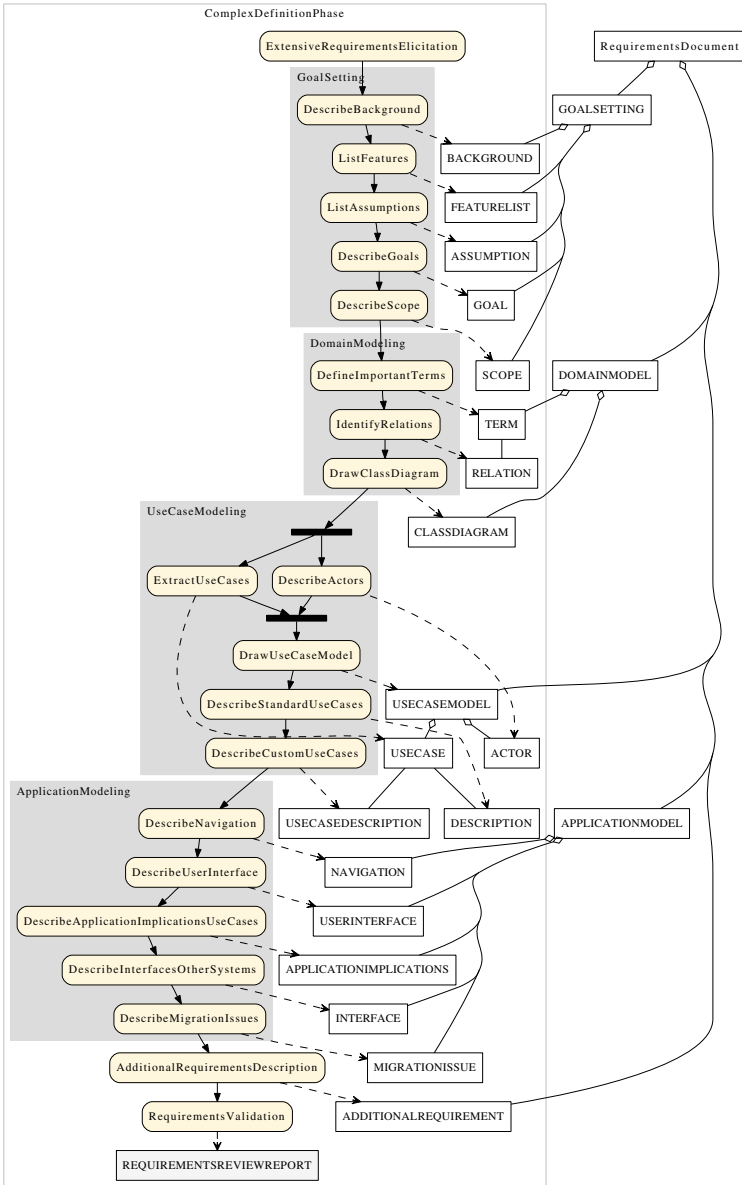 ComplexDefinitionPhase
ExtensiveRequirementsElicitation
RequirementsDocument
GoalSetting
DescribeBackground
GOALSETTING
ListFeatures
BACKGROUND
ListAssumptions
FEATURELIST
DescribeGoals
ASSUMPTION
DescribeScope
GOAL
DomainModeling
DefineImportantTerms
SCOPE
DOMAINMODEL
IdentifyRelations
TERM
DrawClassDiagram
RELATION
UseCaseModeling
CLASSDIAGRAM
ExtractUseCases
DescribeActors
DrawUseCaseModel
DescribeStandardUseCases
USECASEMODEL
DescribeCustomUseCases
USECASE
ACTOR
ApplicationModeling
DescribeNavigation
USECASEDESCRIPTION
DESCRIPTION
APPLICATIONMODEL
DescribeUserInterface
NAVIGATION
DescribeApplicationImplicationsUseCases
USERINTERFACE
DescribeInterfacesOtherSystems
APPLICATIONIMPLICATIONS
DescribeMigrationIssues
INTERFACE
AdditionalRequirementsDescription
MIGRATIONISSUE
RequirementsValidation
ADDITIONALREQUIREMENT
REQUIREMENTSREVIEWREPORT